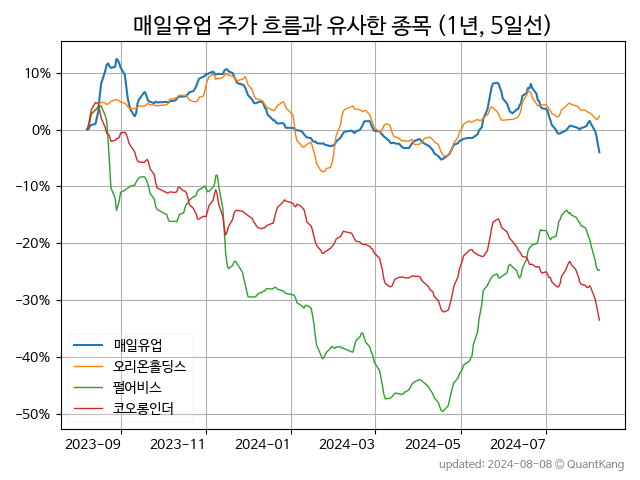 매일유업 주가 흐름과 유사한 종목 (1년, 5일선)
10%
0%
−10%
−20%
−30%
−40%
−50%
매일유업
오리온홀딩스
펄어비스
코오롱인더
2023-09
2023-11
2024-01
2024-03
2024-05
2024-07
updated: 2024-08-08 © QuantKang